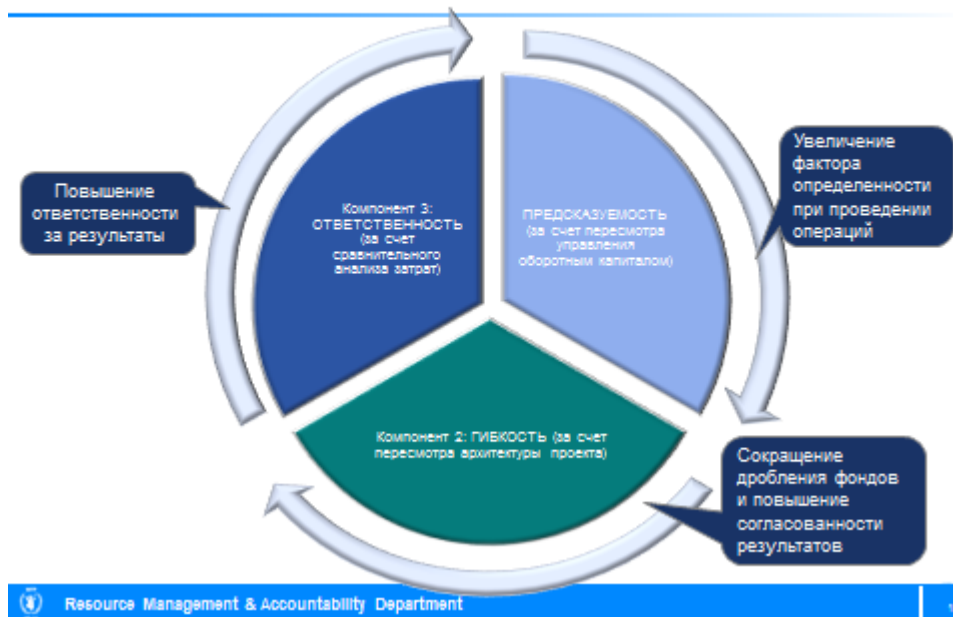 Повышение
ответственности
за результаты
Компонент 3:
ОТВЕТСТВЕННОСТЬ
(за счет
сравнительного
анализа затрат)
ПРЕДСКАЗУЕМОСТЬ
(за счет пересмотра
управления
оборотным капиталом)
Увеличение
фактора
определенности
при проведении
операций
Компонент 2: ГИБКОСТЬ (за счет
пересмотра архитектуры проекта)
Сокращение
дробления фондов
и повышение
согласованности
результатов
Resource Management & Accountability Department